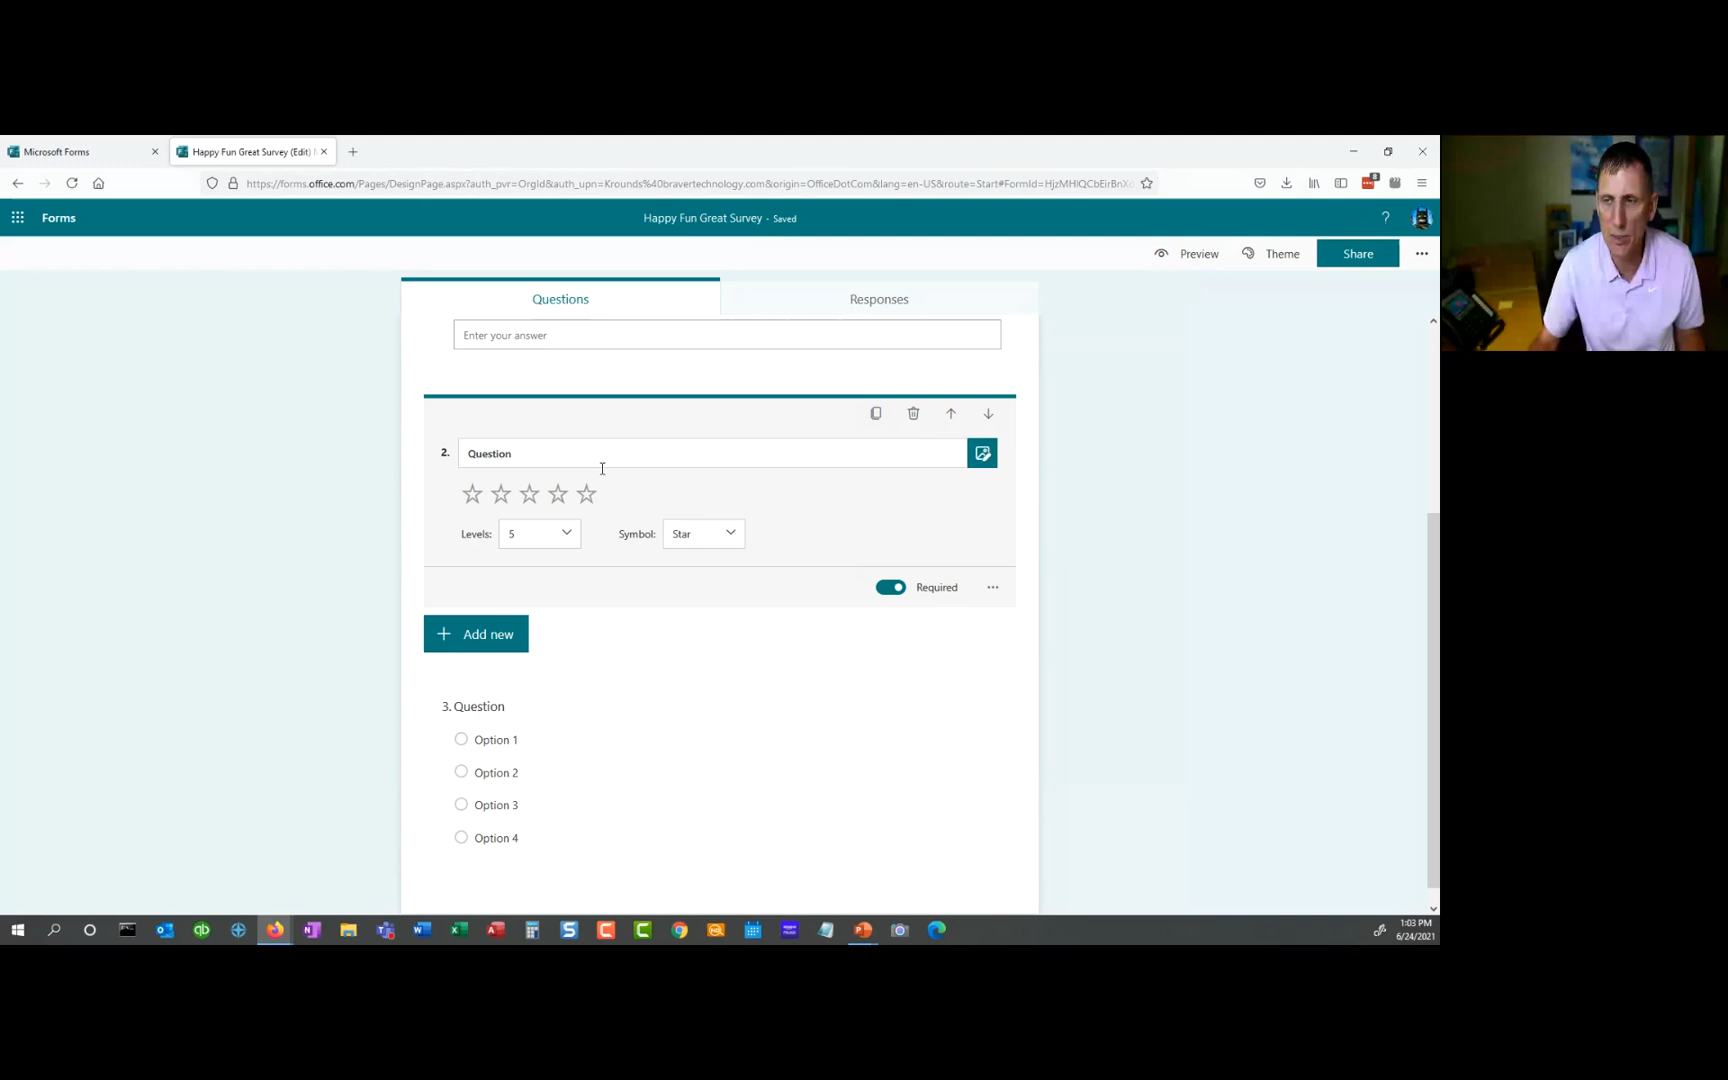 Microsoft Forms
Happy Fun Great Survey (Edit)
https://forms.office.com/Pages/DesignPage.aspx?auth_pvr=OrgId&auth_upn=Krounds%40bravertechnology.com&origin=OfficeDotCom&lang=en-US&route=Start#FormId=HjzMHlQCbEirBnXo
8
Forms
Happy Fun Great Survey - Saved
?
Preview
Theme
Share
Questions
Responses
Enter your answer
2. Question
Levels: 5
Symbol: Star
Required
+ Add new
3. Question
Option 1
Option 2
Option 3
Option 4
1:03 PM
6/24/2021